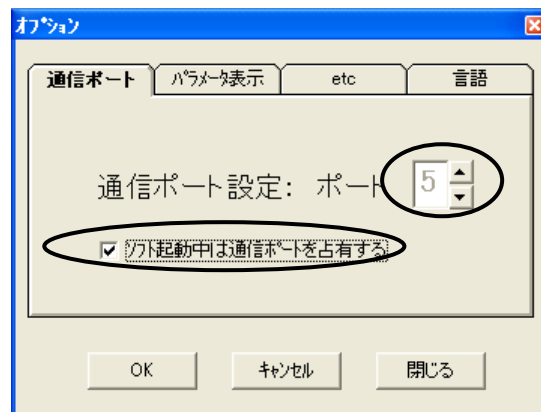 ｵﾌﾟｼｮﾝ
通信ポート ﾊﾟﾗﾒｰﾀ表示 etc 言語
通信ポート設定: ポート 5
ｿﾌﾄ起動中は通信ﾎﾟｰﾄを占有する
OK ｷｬﾝｾﾙ 閉じる